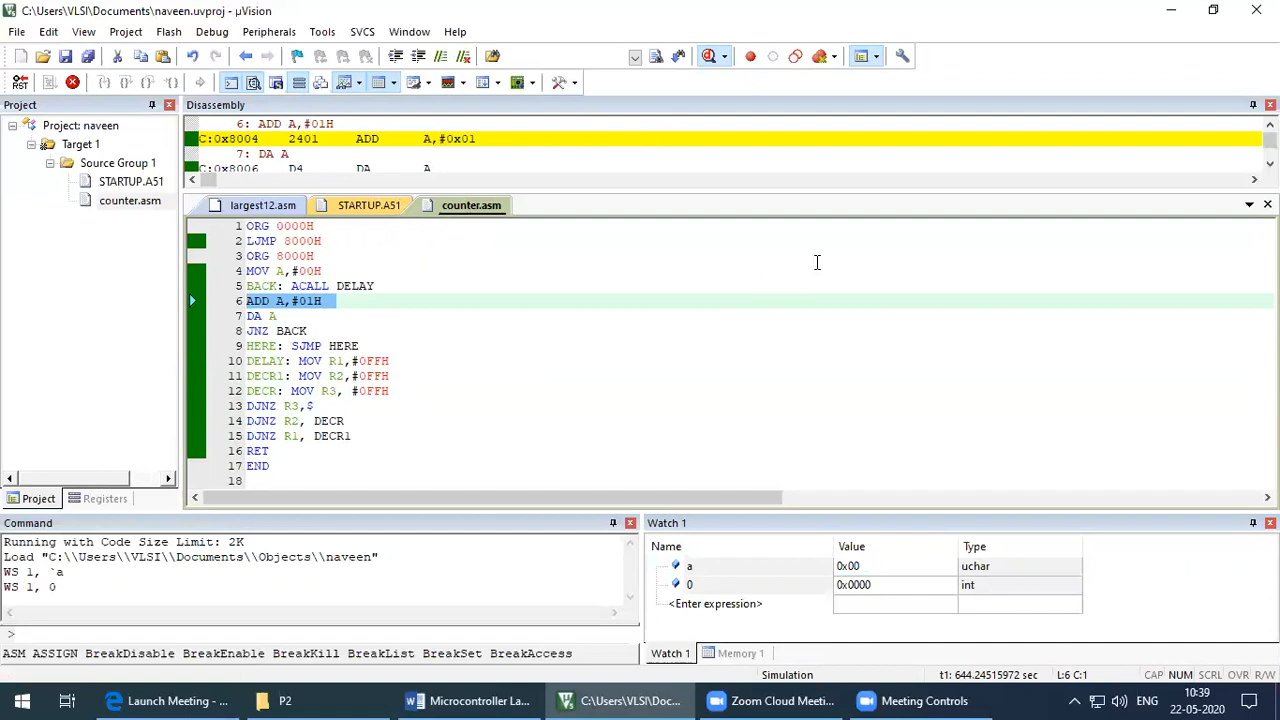 C:\Users\VLSI\Documents\naveen.uvproj - µVision
File Edit View Project Flash Debug Peripherals Tools SVCS Window Help
RST
Project
Disassembly
Project: naveen
Target 1
Source Group 1
STARTUP.A51
counter.asm
6: ADD A,#01H
C:0x8004 2401 ADD A,#0x01
7: DA A
C:0x8006 D4 DA A
largest12.asm STARTUP.A51 counter.asm
1 ORG 0000H
2 LJMP 8000H
3 ORG 8000H
4 MOV A,#00H
5 BACK: ACALL DELAY
6 ADD A,#01H
7 DA A
8 JNZ BACK
9 HERE: SJMP HERE
10 DELAY: MOV R1,#0FFH
11 DECR1: MOV R2,#0FFH
12 DECR: MOV R3, #0FFH
13 DJNZ R3,$
14 DJNZ R2, DECR
15 DJNZ R1, DECR1
16 RET
17 END
18
Project Registers
Command
Running with Code Size Limit: 2K
Load "C:\\Users\\VLSI\\Documents\\Objects\\naveen"
WS 1, `a
WS 1, 0
>
ASM ASSIGN BreakDisable BreakEnable BreakKill BreakList BreakSet BreakAccess
Watch 1
Name Value Type
a 0x00 uchar
0 0x0000 int
<Enter expression>
Watch 1 Memory 1
Simulation t1: 644.24515972 sec L:6 C:1 CAP NUM SCRL OVR R/W
Launch Meeting - ... P2 Microcontroller La... C:\Users\VLSI\Doc... Zoom Cloud Meeti... Meeting Controls ENG 10:39
22-05-2020